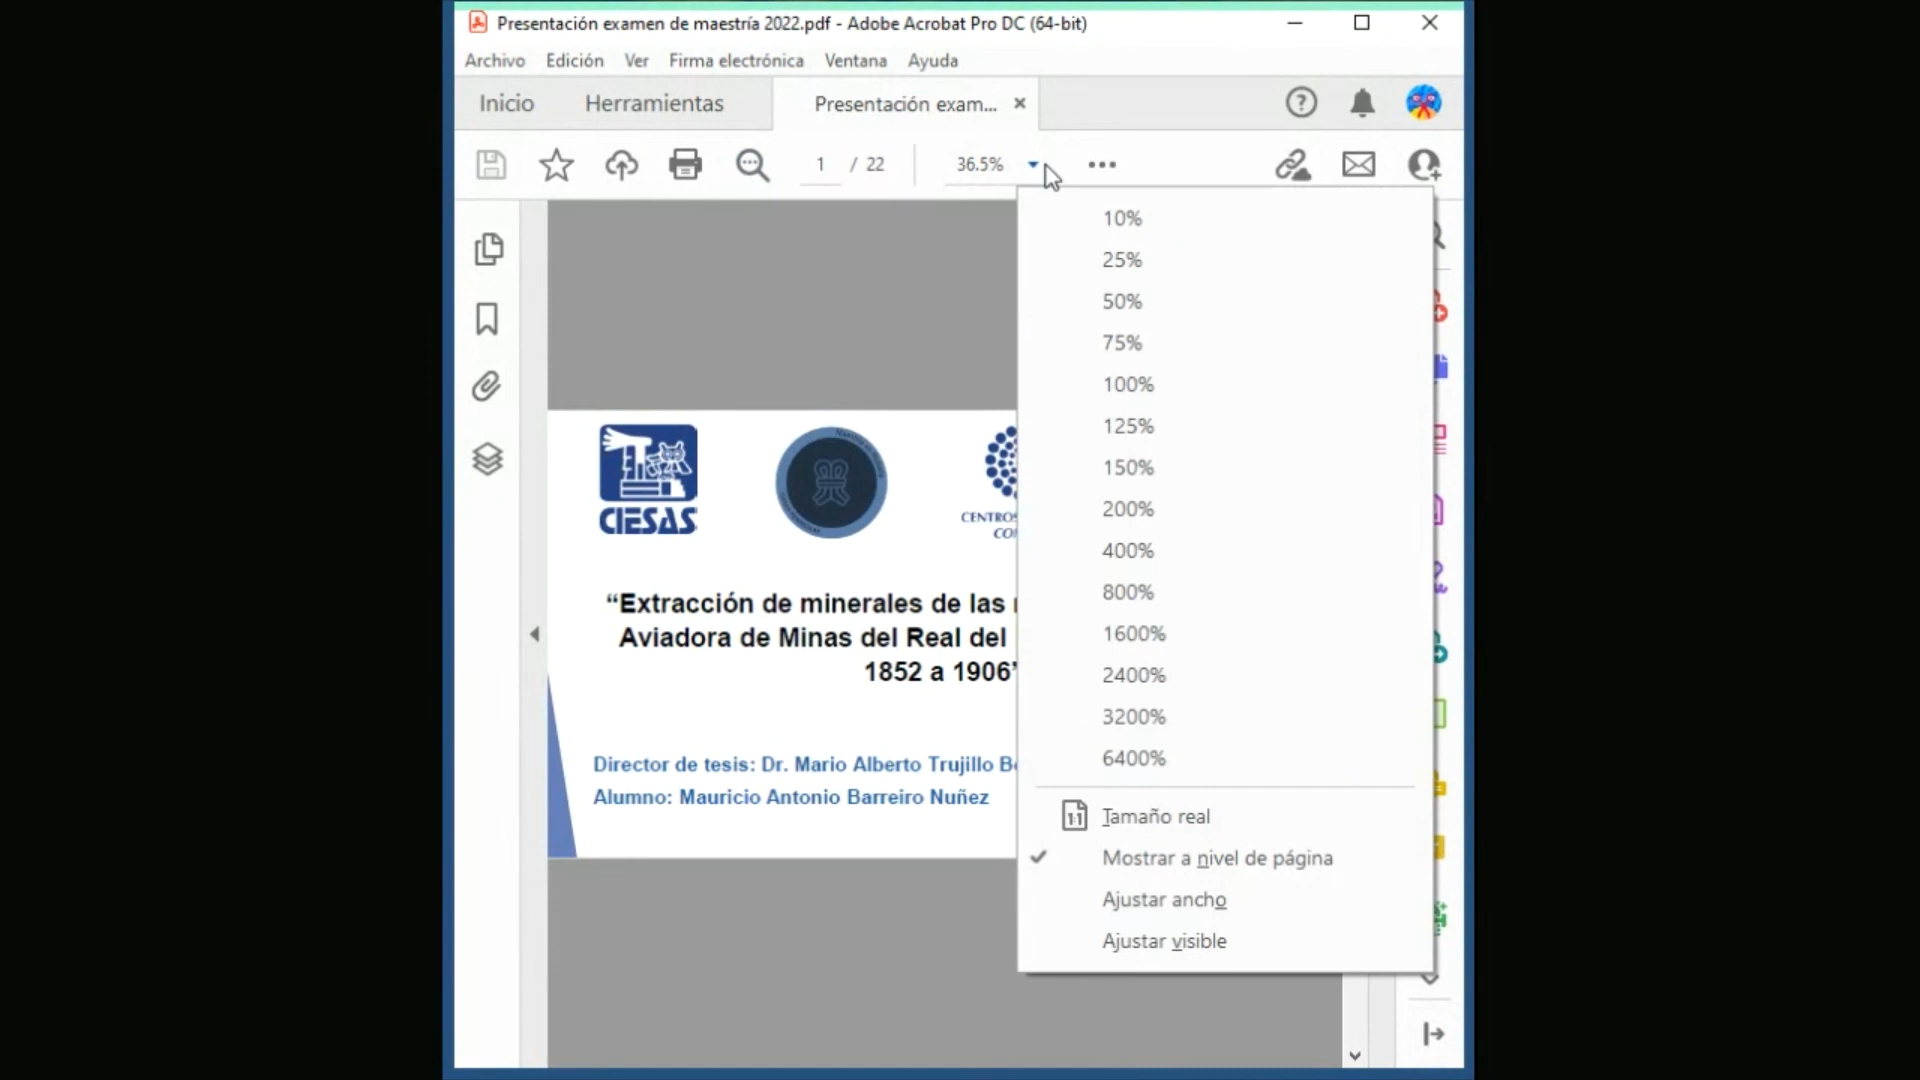 Presentación examen de maestría 2022.pdf - Adobe Acrobat Pro DC (64-bit)
Archivo Edición Ver Firma electrónica Ventana Ayuda
Inicio Herramientas Presentación exam...
1 / 22 36.5%
10%
25%
50%
75%
100%
125%
150%
200%
400%
800%
1600%
2400%
3200%
6400%
Tamaño real
Mostrar a nivel de página
Ajustar ancho
Ajustar visible
CIESAS
CENTROS
“Extracción de minerales de las
Aviadora de Minas del Real del
1852 a 1906”
Director de tesis: Dr. Mario Alberto Trujillo
Alumno: Mauricio Antonio Barreiro Nuñez